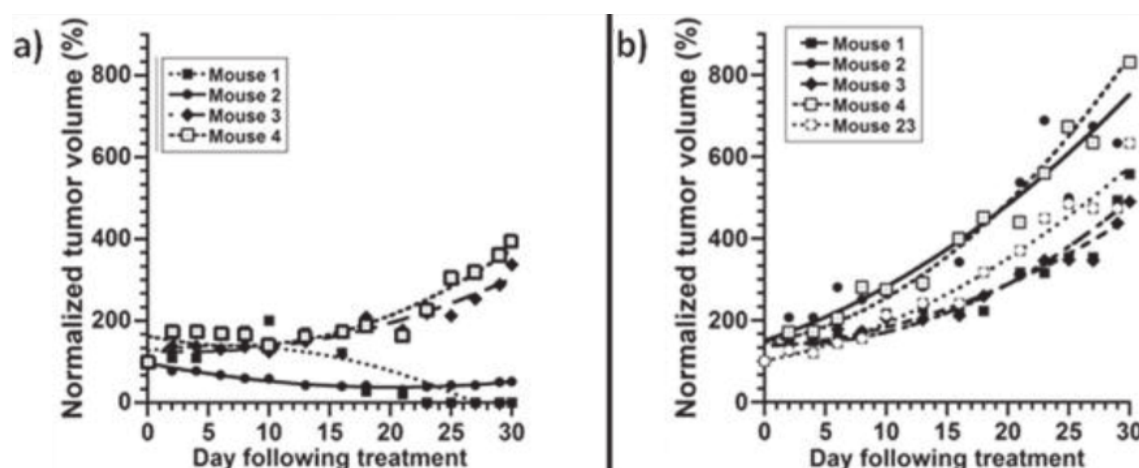 a)
Normalized tumor volume (%)
800
600
400
200
0
Mouse 1
Mouse 2
Mouse 3
Mouse 4
0 5 10 15 20 25 30
Day following treatment
b)
Normalized tumor volume (%)
800
600
400
200
0
Mouse 1
Mouse 2
Mouse 3
Mouse 4
Mouse 23
0 5 10 15 20 25 30
Day following treatment